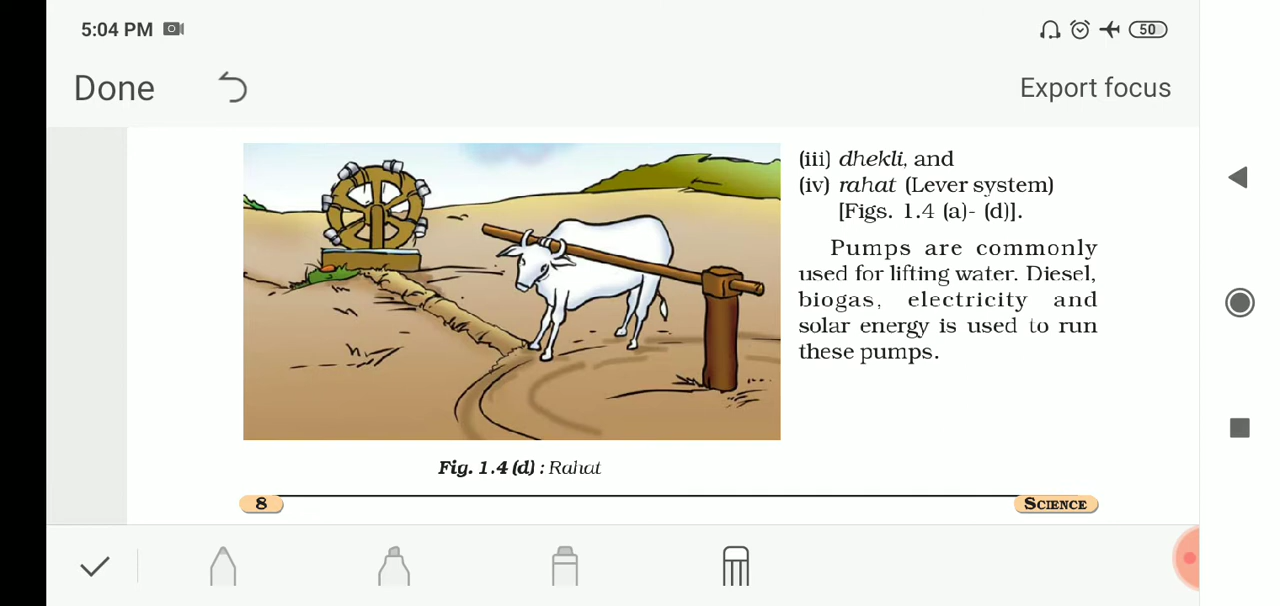 5:04 PM
50
Done
Export focus
(iii) dhekli, and
(iv) rahat (Lever system)
[Figs. 1.4 (a)- (d)].
Pumps are commonly
used for lifting water. Diesel,
biogas, electricity and
solar energy is used to run
these pumps.
Fig. 1.4 (d) : Rahat
8
SCIENCE